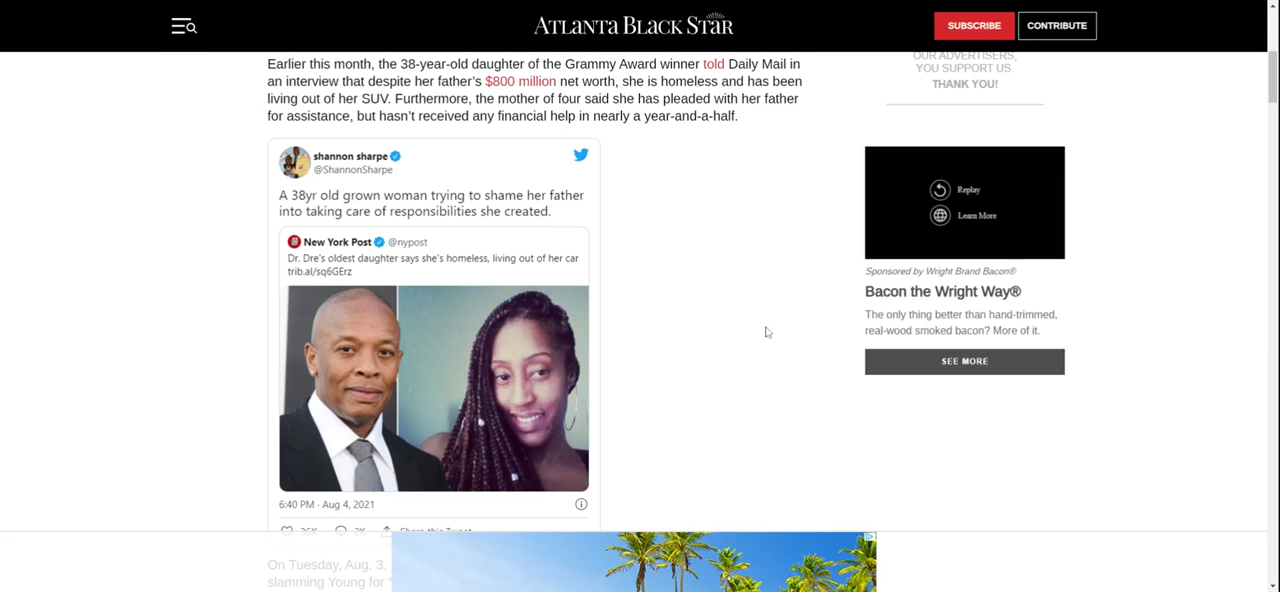 ATLANTA BLACK STAR
SUBSCRIBE
CONTRIBUTE
Earlier this month, the 38-year-old daughter of the Grammy Award winner told Daily Mail in
an interview that despite her father's $800 million net worth, she is homeless and has been
living out of her SUV. Furthermore, the mother of four said she has pleaded with her father
for assistance, but hasn't received any financial help in nearly a year-and-a-half.
shannon sharpe
@ShannonSharpe
A 38yr old grown woman trying to shame her father
into taking care of responsibilities she created.
New York Post @nypost
Dr. Dre's oldest daughter says she's homeless, living out of her car
trib.al/sq6GErz
6:40 PM · Aug 4, 2021
Share this Tweet
On Tuesday, Aug. 3,
slamming Young for "
OUR ADVERTISERS,
YOU SUPPORT US.
THANK YOU!
Replay
Learn More
Sponsored by Wright Brand Bacon®
Bacon the Wright Way®
The only thing better than hand-trimmed,
real-wood smoked bacon? More of it.
SEE MORE